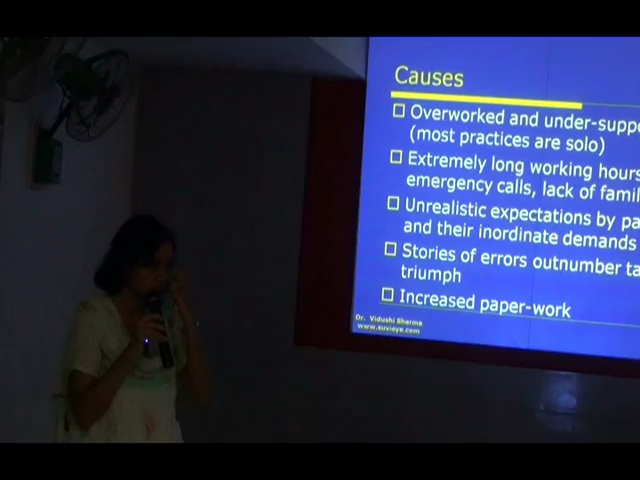 Causes
Overworked and under-supp
(most practices are solo)
Extremely long working hours
emergency calls, lack of famil
Unrealistic expectations by pa
and their inordinate demands
Stories of errors outnumber ta
triumph
Increased paper-work
Dr. Vidushi Sharma
www.suvieye.com